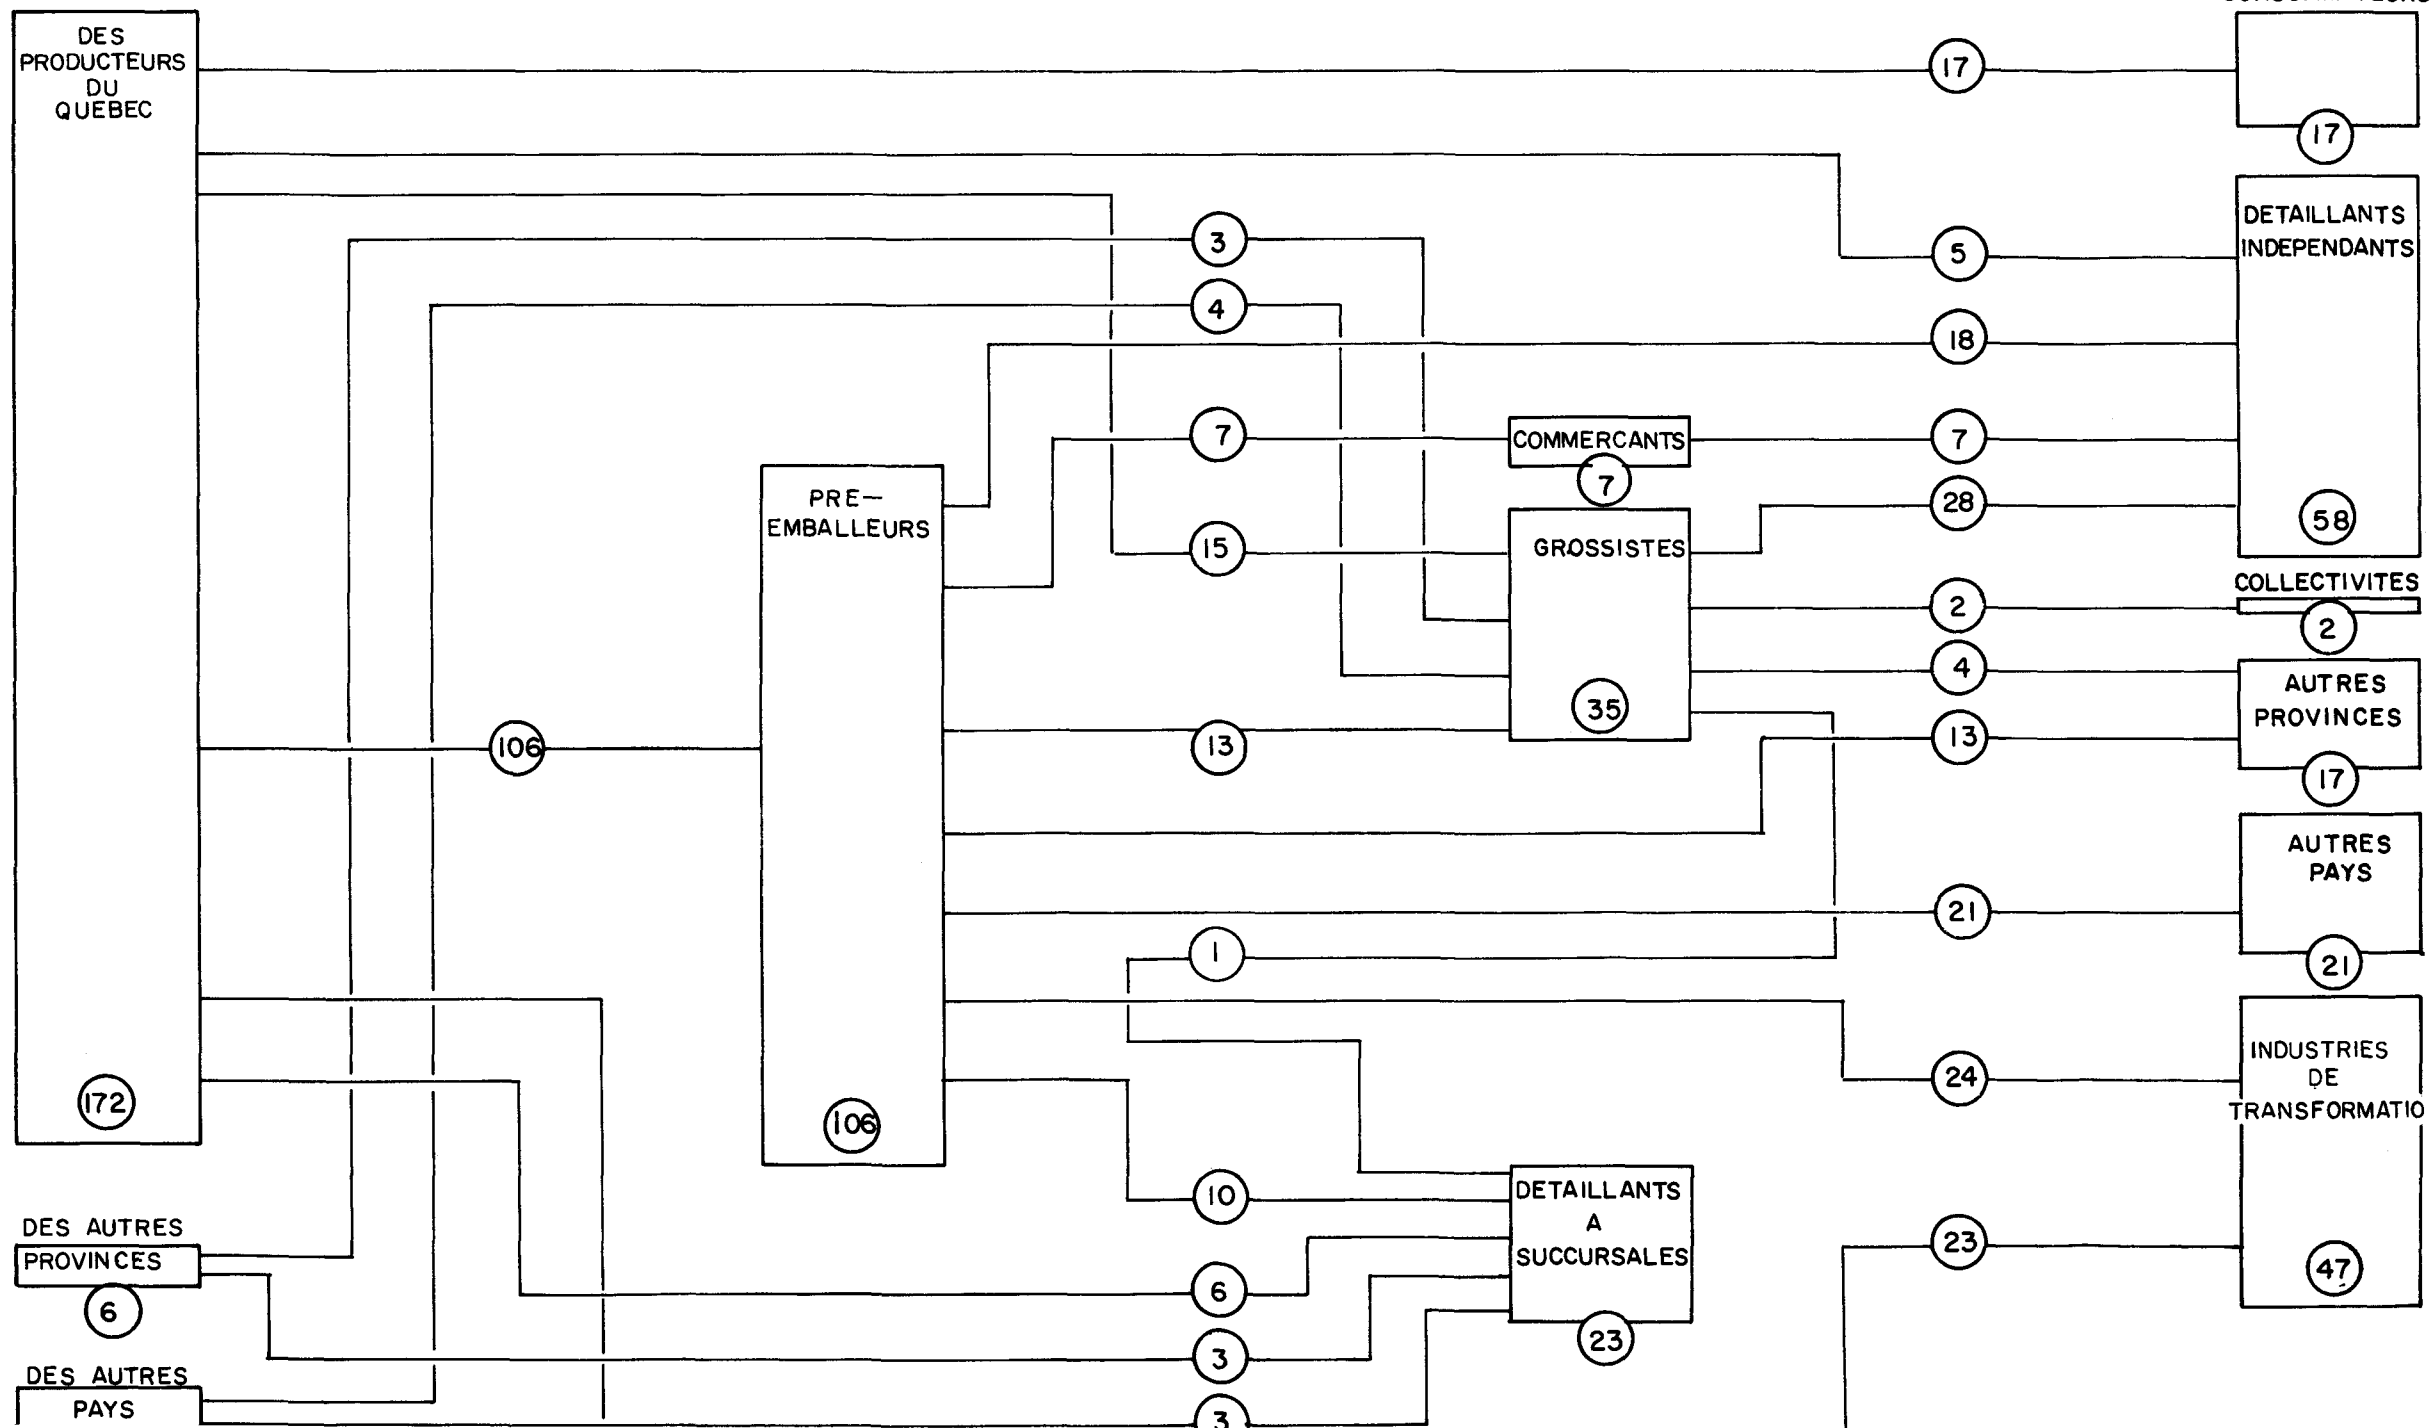 DES
PRODUCTEURS
DU
QUEBEC
172
DES AUTRES
PROVINCES
6
DES AUTRES
PAYS
106
PRE-
EMBALLEURS
106
3
4
7
15
13
1
10
6
3
3
COMMERCANTS
7
GROSSISTES
35
DETAILLANTS
A
SUCCURSALES
23
17
5
18
7
28
2
4
13
21
24
23
17
DETAILLANTS
INDEPENDANTS
58
COLLECTIVITES
2
AUTRES
PROVINCES
17
AUTRES
PAYS
21
INDUSTRIES
DE
TRANSFORMATIO
47